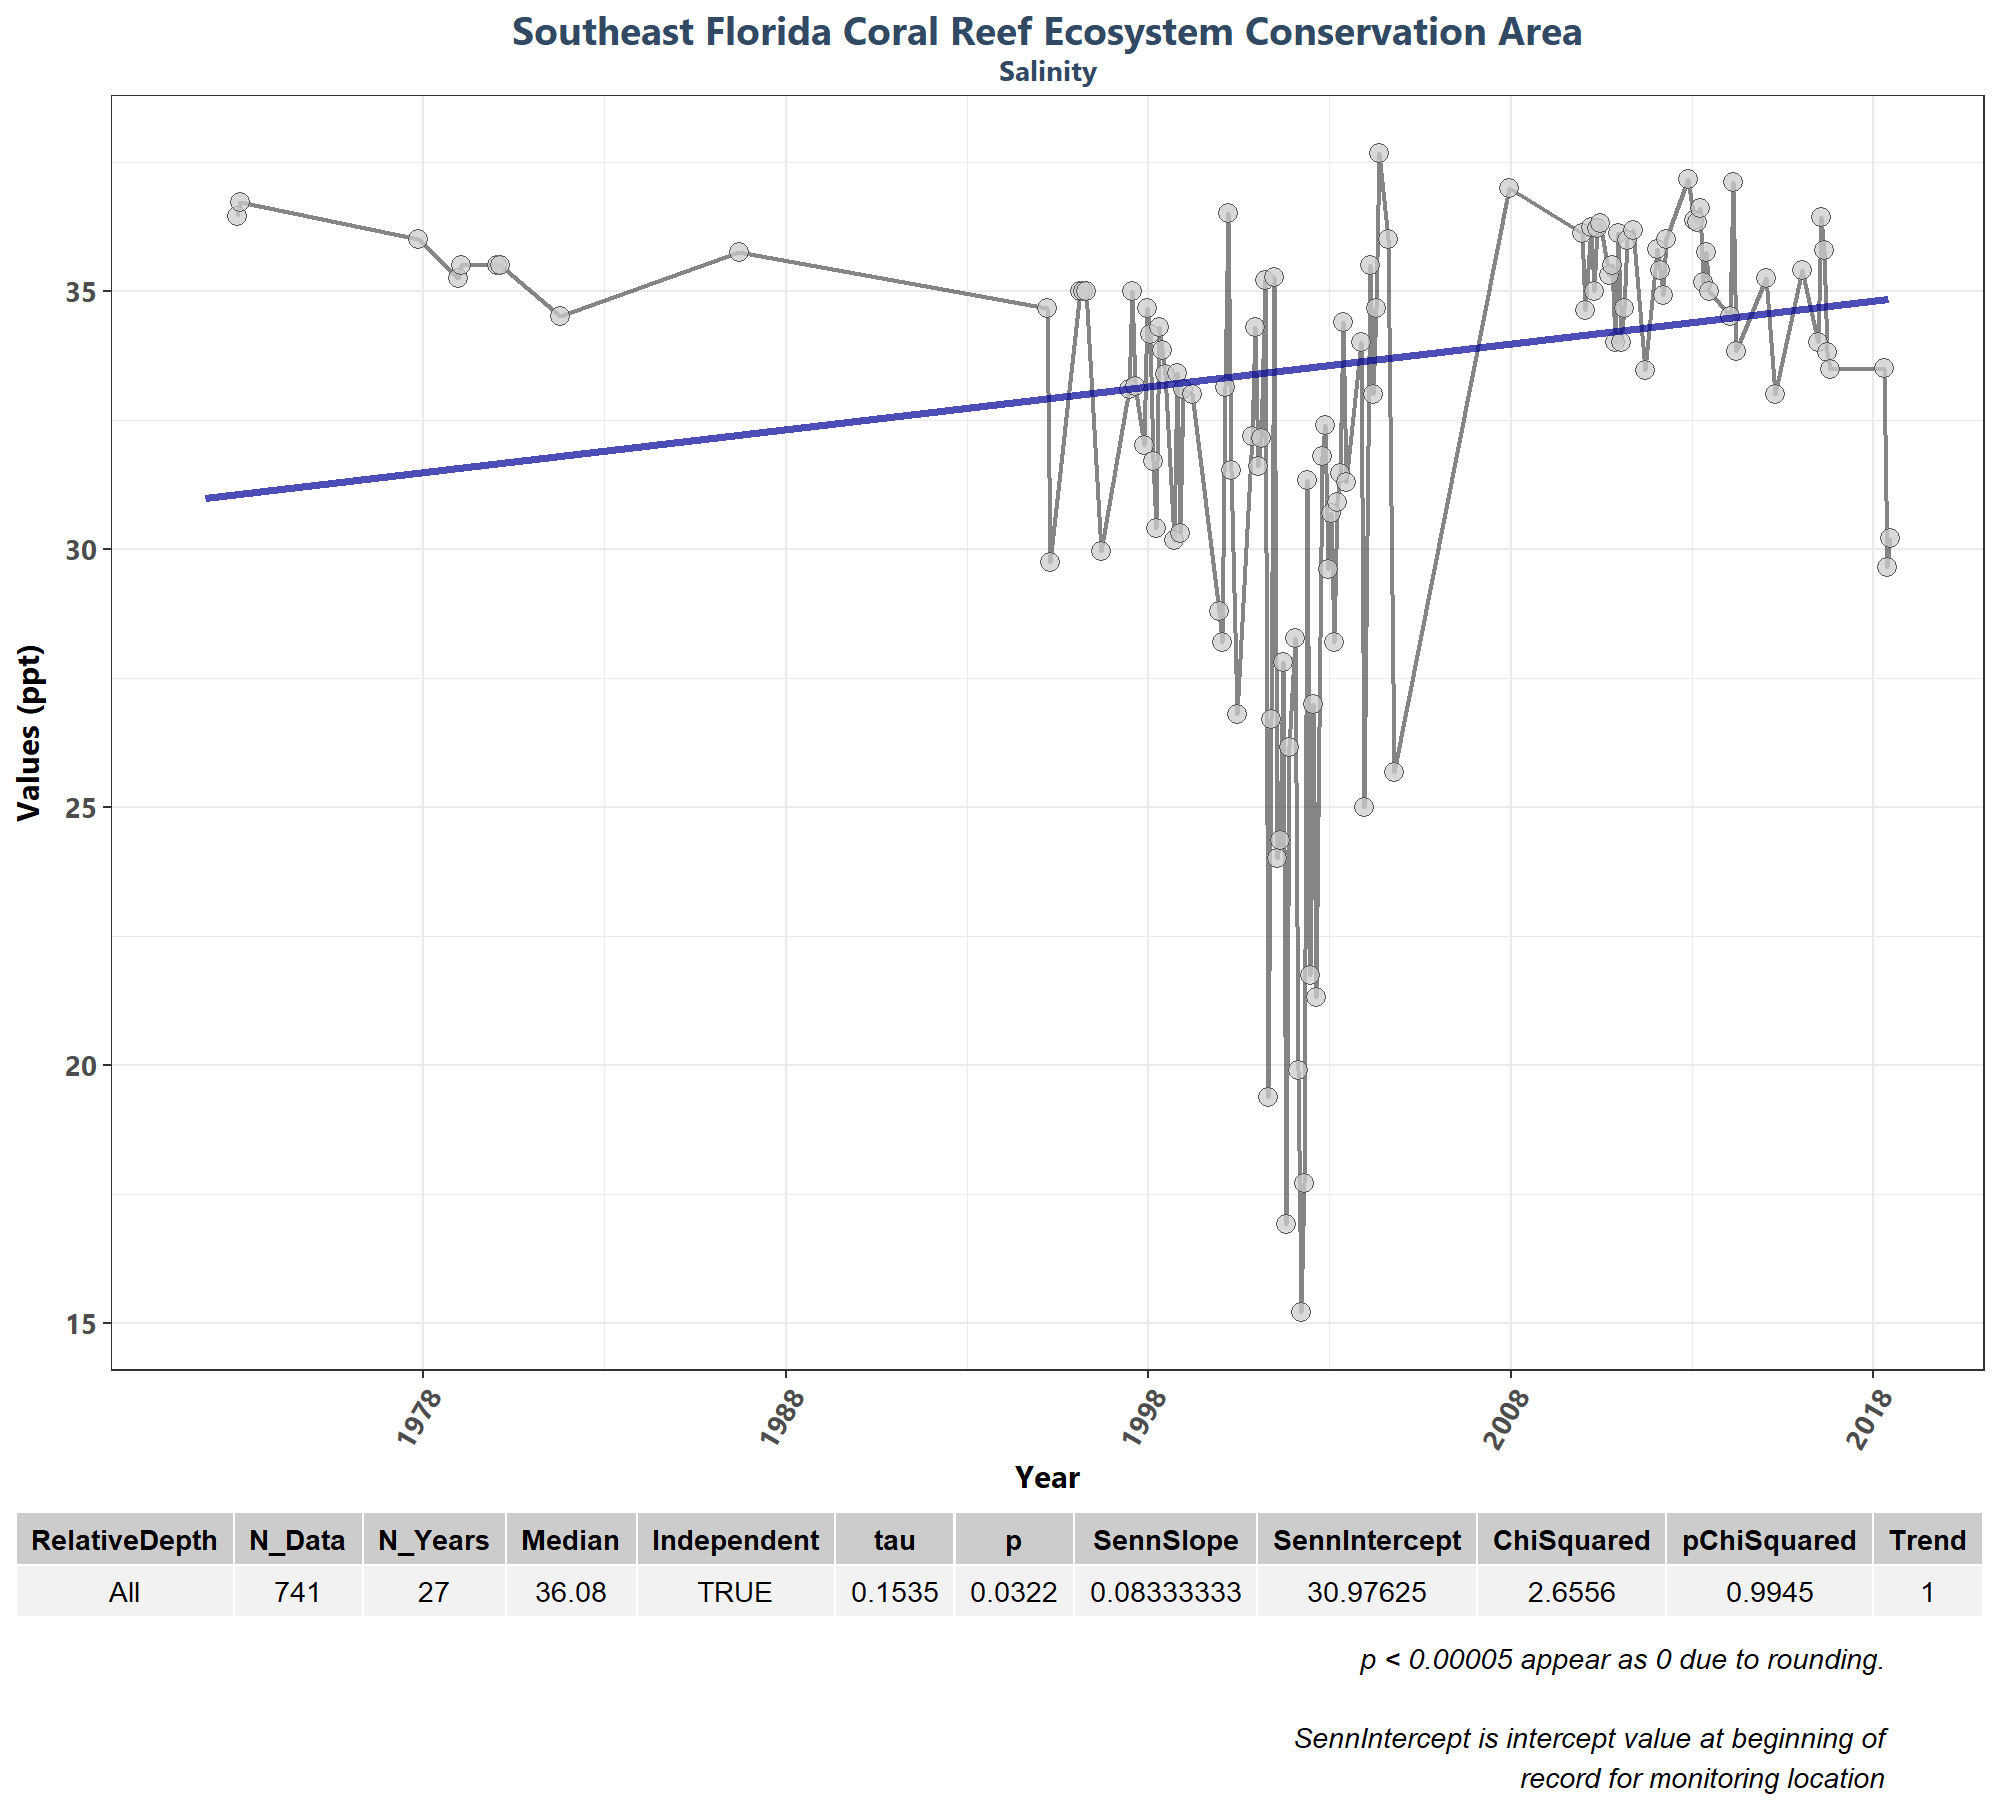 Southeast Florida Coral Reef Ecosystem Conservation Area
Salinity
Values (ppt)
35
30
25
20
15
1978
1988
1998
2008
2018
Year
RelativeDepth N_Data N_Years Median Independent tau p SennSlope SennIntercept ChiSquared pChiSquared Trend
All 741 27 36.08 TRUE 0.1535 0.0322 0.08333333 30.97625 2.6556 0.9945 1
p < 0.00005 appear as 0 due to rounding.
SennIntercept is intercept value at beginning of
record for monitoring location